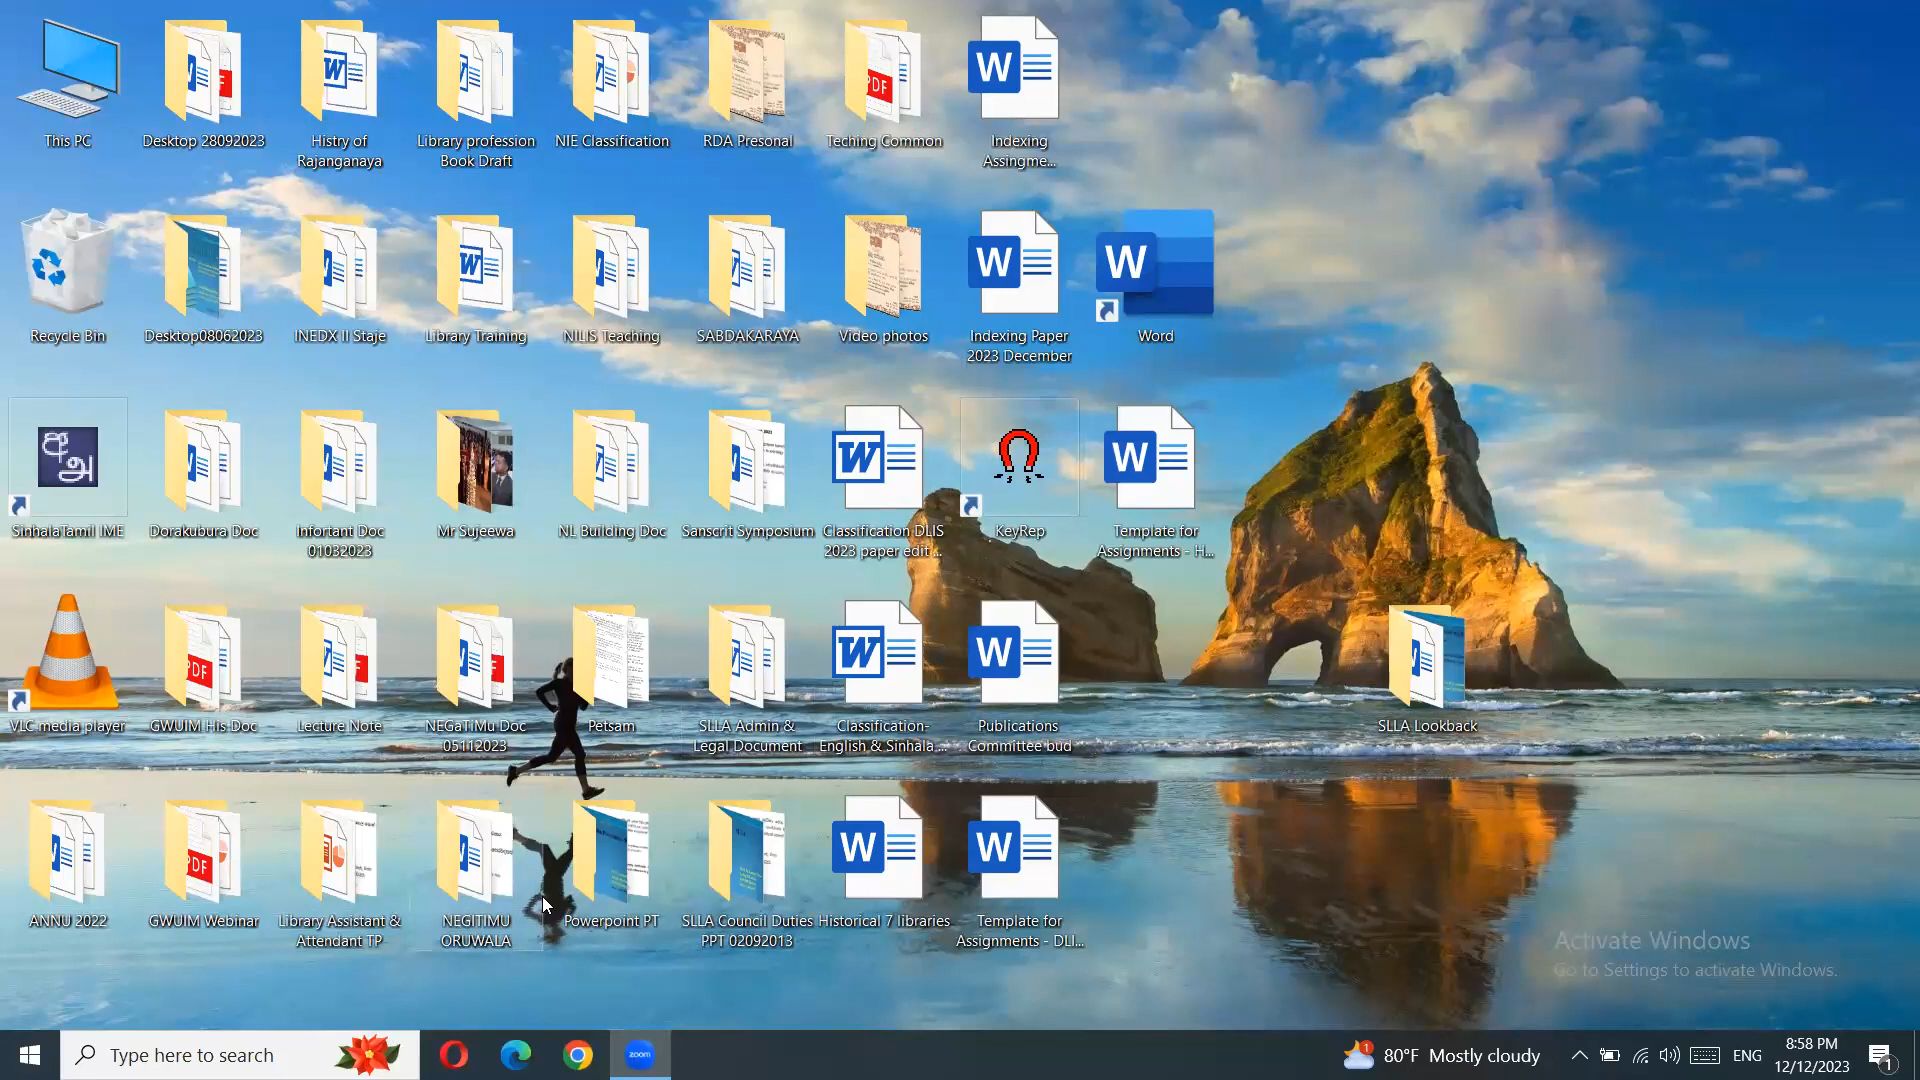 This PC
Desktop 28092023
Histry of
Rajanganaya
Library profession
Book Draft
NIE Classification
RDA Presonal
Teching Common
Indexing
Assingme...
Recycle Bin
Desktop08062023
INEDX II Staje
Library Training
NILIS Teaching
SABDAKARAYA
Video photos
Indexing Paper
2023 December
Word
SinhalaTamil IME
Dorakubura Doc
Infortant Doc
01032023
Mr Sujeewa
NL Building Doc
Sanscrit Symposium
Classification DLIS
2023 paper edit ...
KeyRep
Template for
Assignments - H...
VLC media player
GWUIM His Doc
Lecture Note
NEGaTiMu Doc
05112023
Petsam
SLLA Admin &
Legal Document
Classification-
English & Sinhala ...
Publications
Committee bud
SLLA Lookback
ANNU 2022
GWUIM Webinar
Library Assistant &
Attendant TP
NEGITIMU
ORUWALA
Powerpoint PT
SLLA Council Duties
PPT 02092013
Historical 7 libraries
Template for
Assignments - DLI...
Activate Windows
Go to Settings to activate Windows.
Type here to search
zoom
1
80°F Mostly cloudy
ENG
8:58 PM
12/12/2023
1